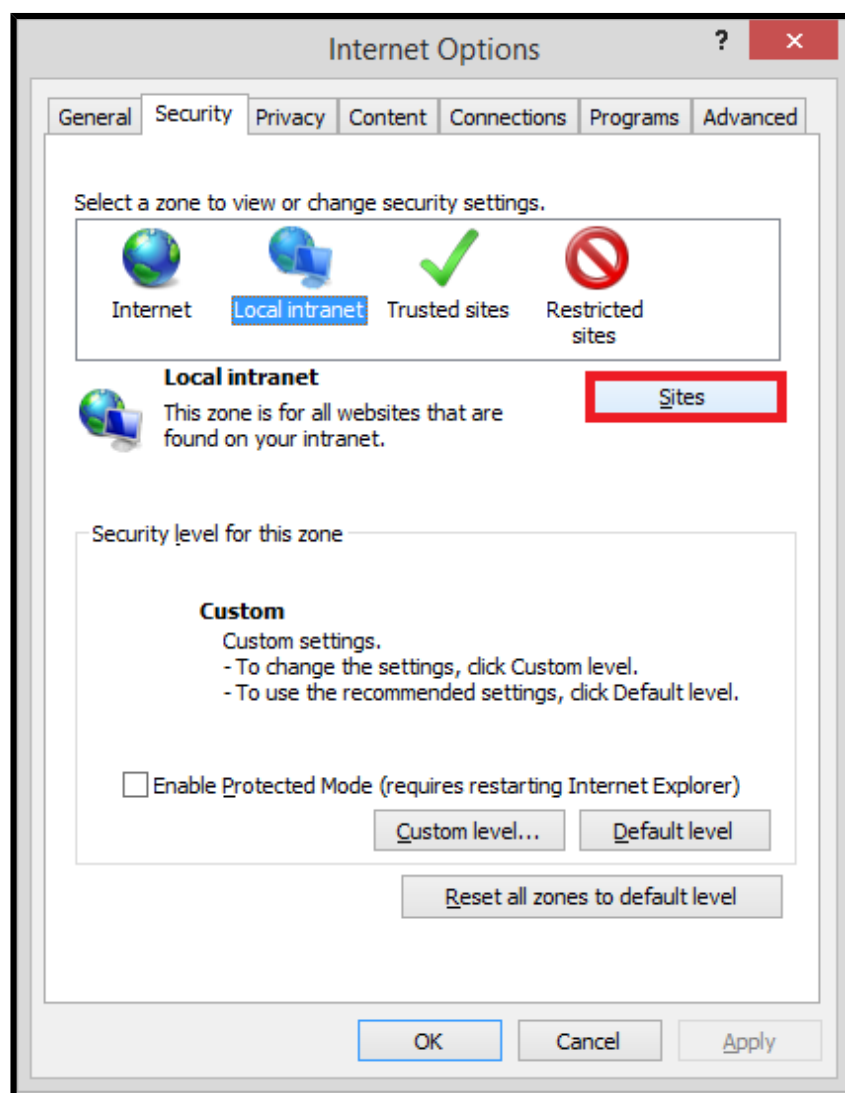 Internet Options
?
General Security Privacy Content Connections Programs Advanced
Select a zone to view or change security settings.
Internet Local intranet Trusted sites Restricted sites
Local intranet
Sites
This zone is for all websites that are
found on your intranet.
Security level for this zone
Custom
Custom settings.
- To change the settings, click Custom level.
- To use the recommended settings, click Default level.
Enable Protected Mode (requires restarting Internet Explorer)
Custom level... Default level
Reset all zones to default level
OK Cancel Apply